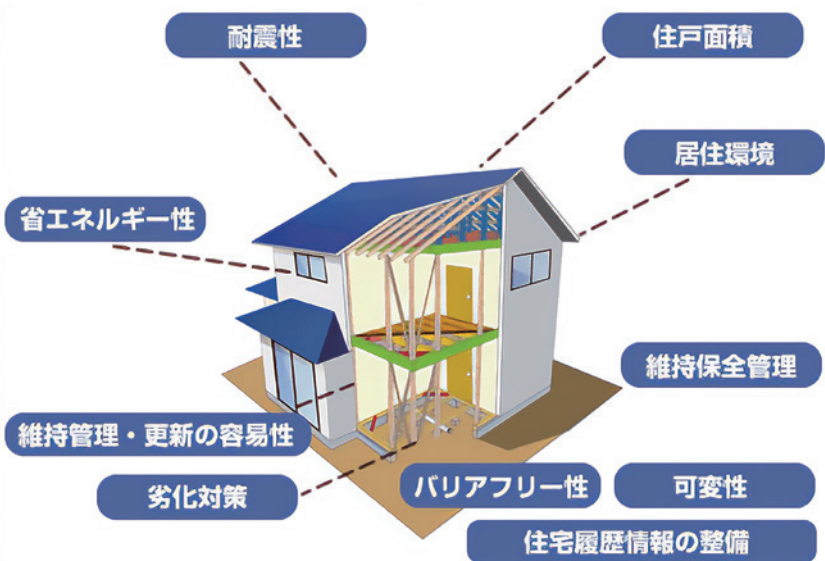 耐震性
住戸面積
居住環境
省エネルギー性
維持保全管理
維持管理・更新の容易性
劣化対策
バリアフリー性
可変性
住宅履歴情報の整備